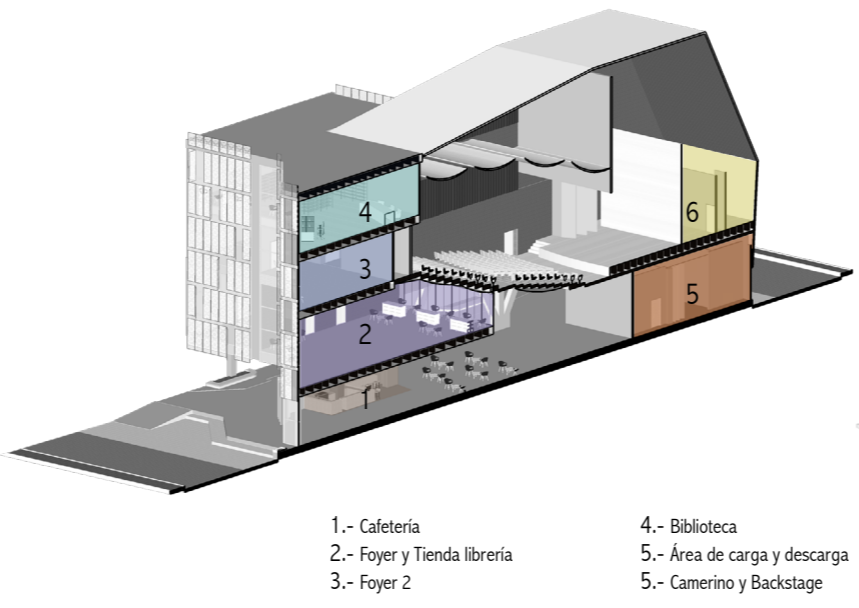 4
6
3
5
2
1
1.- Cafetería
2.- Foyer y Tienda librería
3.- Foyer 2
4.- Biblioteca
5.- Área de carga y descarga
5.- Camerino y Backstage